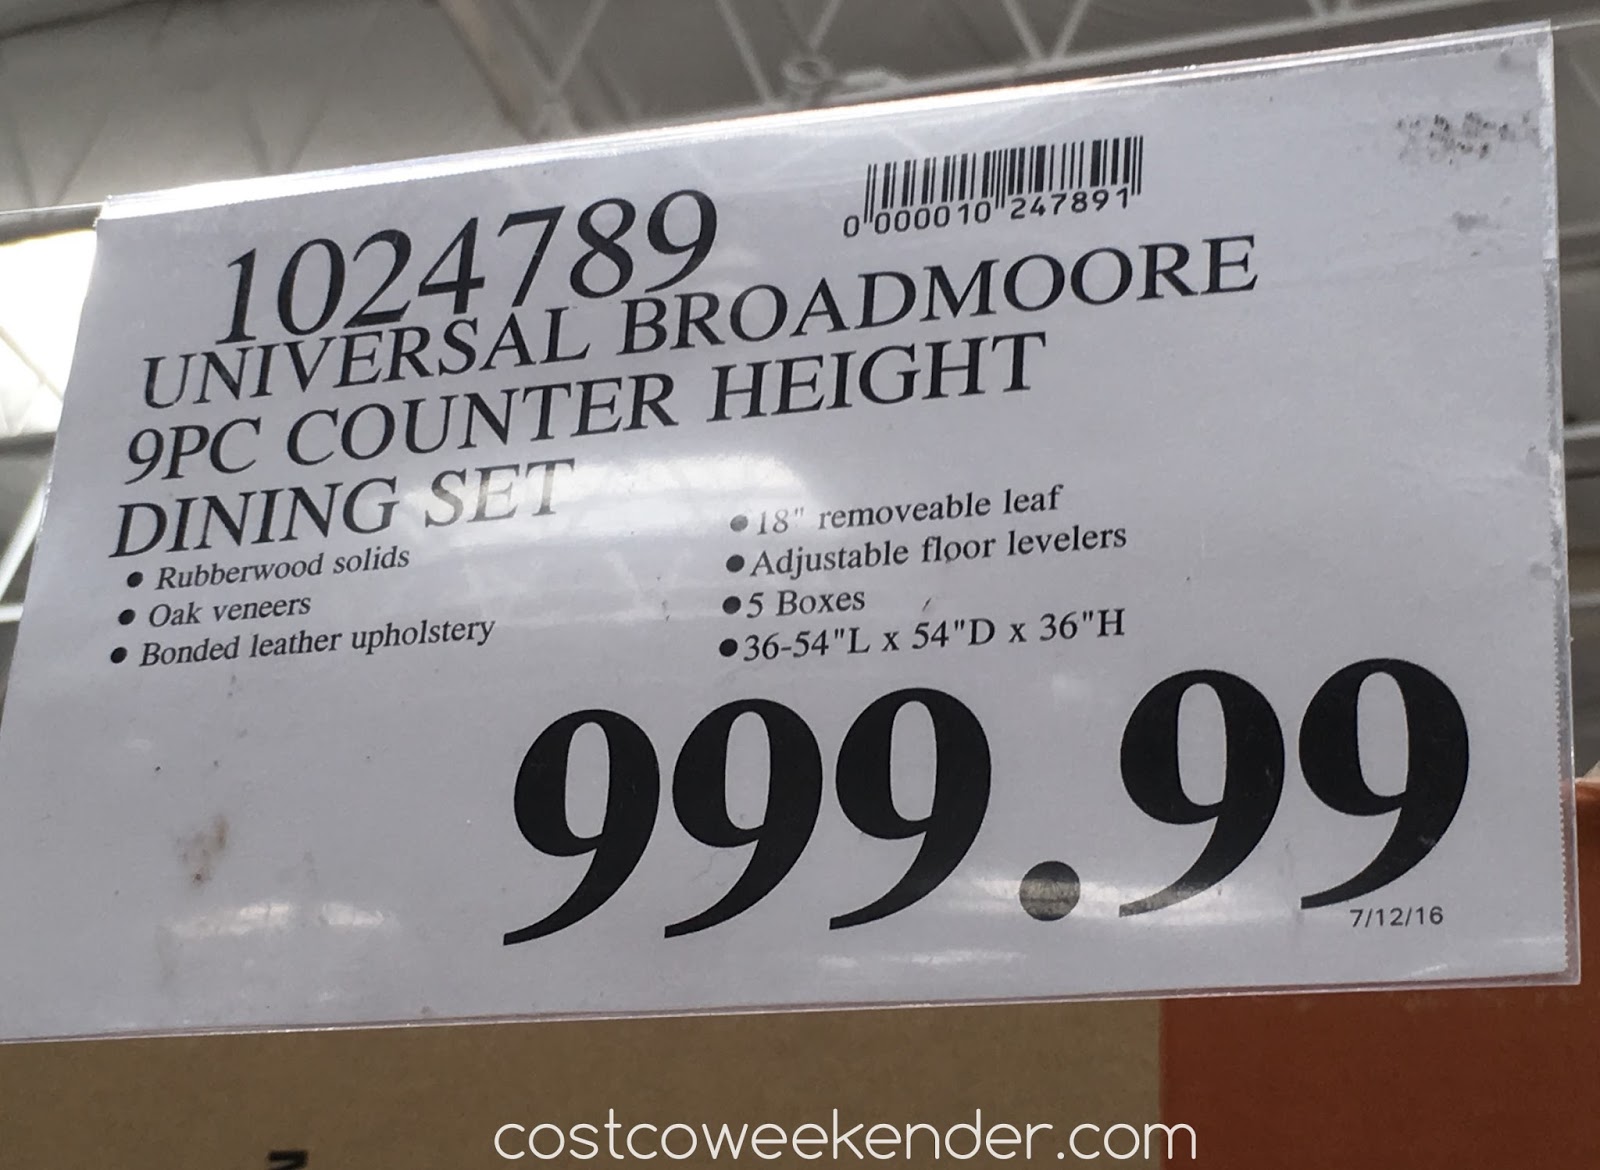 1024789
0 000010 247891
UNIVERSAL BROADMOORE
9PC COUNTER HEIGHT
DINING SET
• Rubberwood solids
• Oak veneers
• Bonded leather upholstery
• 18" removeable leaf
• Adjustable floor levelers
• 5 Boxes
• 36-54"L x 54"D x 36"H
999.99
7/12/16
costcoweekender.com